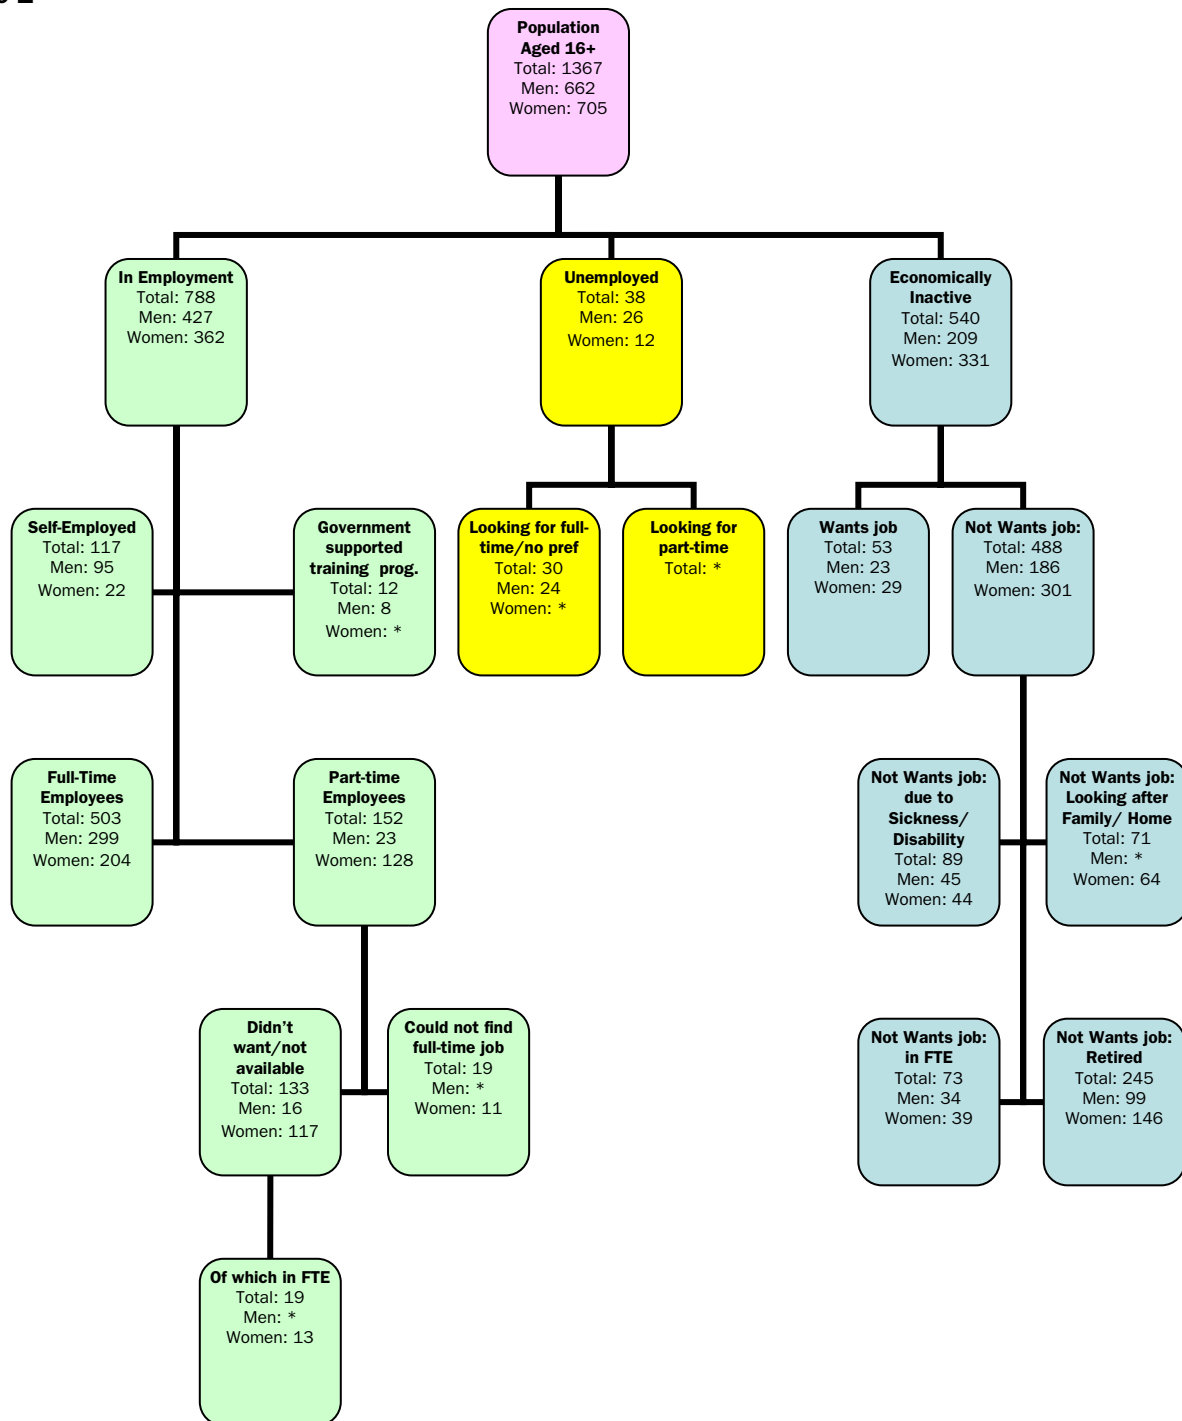 Population
Aged 16+
Total: 1367
Men: 662
Women: 705
In Employment
Total: 788
Men: 427
Women: 362
Unemployed
Total: 38
Men: 26
Women: 12
Economically
Inactive
Total: 540
Men: 209
Women: 331
Self-Employed
Total: 117
Men: 95
Women: 22
Government
supported
training prog.
Total: 12
Men: 8
Women: *
Looking for full-
time/no pref
Total: 30
Men: 24
Women: *
Looking for
part-time
Total: *
Wants job
Total: 53
Men: 23
Women: 29
Not Wants job:
Total: 488
Men: 186
Women: 301
Full-Time
Employees
Total: 503
Men: 299
Women: 204
Part-time
Employees
Total: 152
Men: 23
Women: 128
Not Wants job:
due to
Sickness/
Disability
Total: 89
Men: 45
Women: 44
Not Wants job:
Looking after
Family/ Home
Total: 71
Men: *
Women: 64
Didn't
want/not
available
Total: 133
Men: 16
Women: 117
Could not find
full-time job
Total: 19
Men: *
Women: 11
Not Wants job:
in FTE
Total: 73
Men: 34
Women: 39
Not Wants job:
Retired
Total: 245
Men: 99
Women: 146
Of which in FTE
Total: 19
Men: *
Women: 13